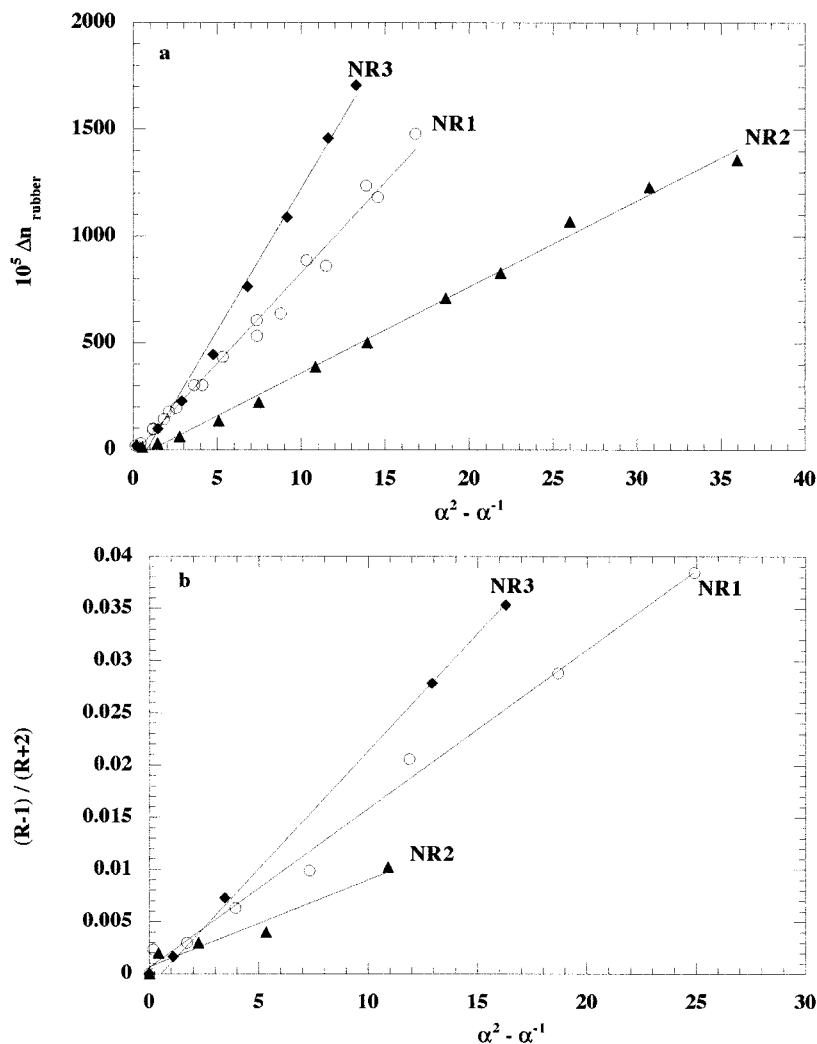 2000
a
NR3
1500
NR1
NR2
10⁵ Δn rubber
1000
500
0
0 5 10 15 20 25 30 35 40
α² - α⁻¹
0.04
b
NR3
NR1
0.035
0.03
0.025
(R-1) / (R+2)
0.02
0.015
NR2
0.01
0.005
0
0 5 10 15 20 25 30
α² - α⁻¹